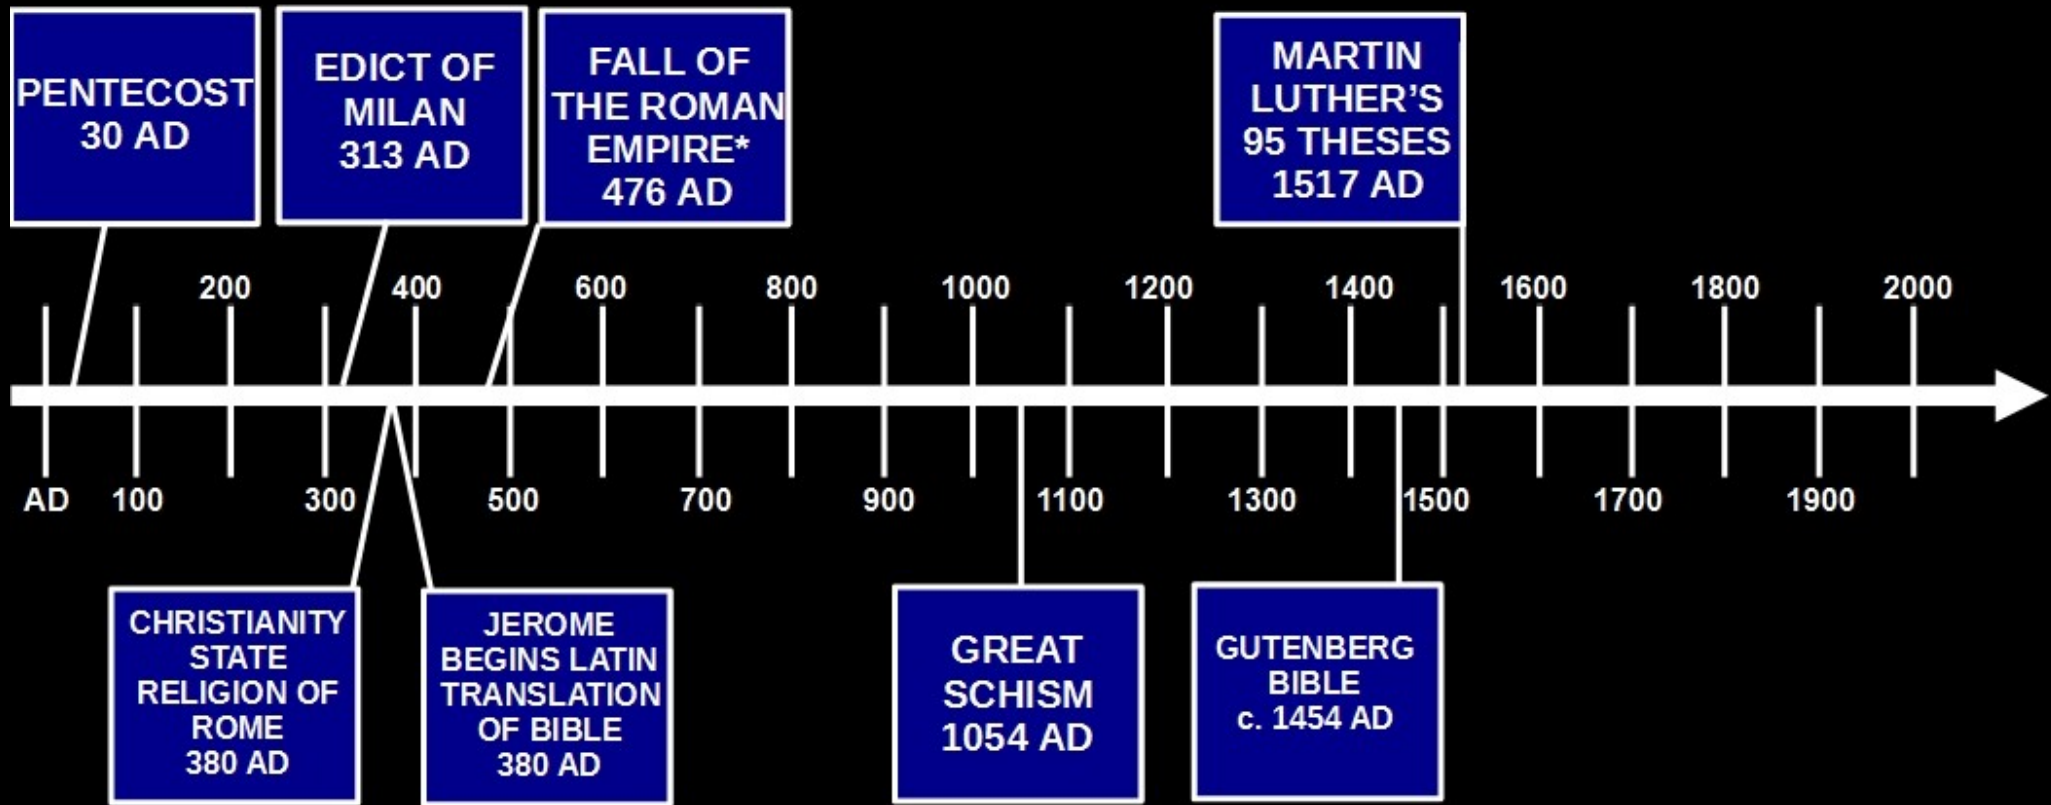 PENTECOST
30 AD
EDICT OF
MILAN
313 AD
FALL OF
THE ROMAN
EMPIRE*
476 AD
MARTIN
LUTHER’S
95 THESES
1517 AD
200
400
600
800
1000
1200
1400
1600
1800
2000
AD
100
300
500
700
900
1100
1300
1500
1700
1900
CHRISTIANITY
STATE
RELIGION OF
ROME
380 AD
JEROME
BEGINS LATIN
TRANSLATION
OF BIBLE
380 AD
GREAT
SCHISM
1054 AD
GUTENBERG
BIBLE
c. 1454 AD